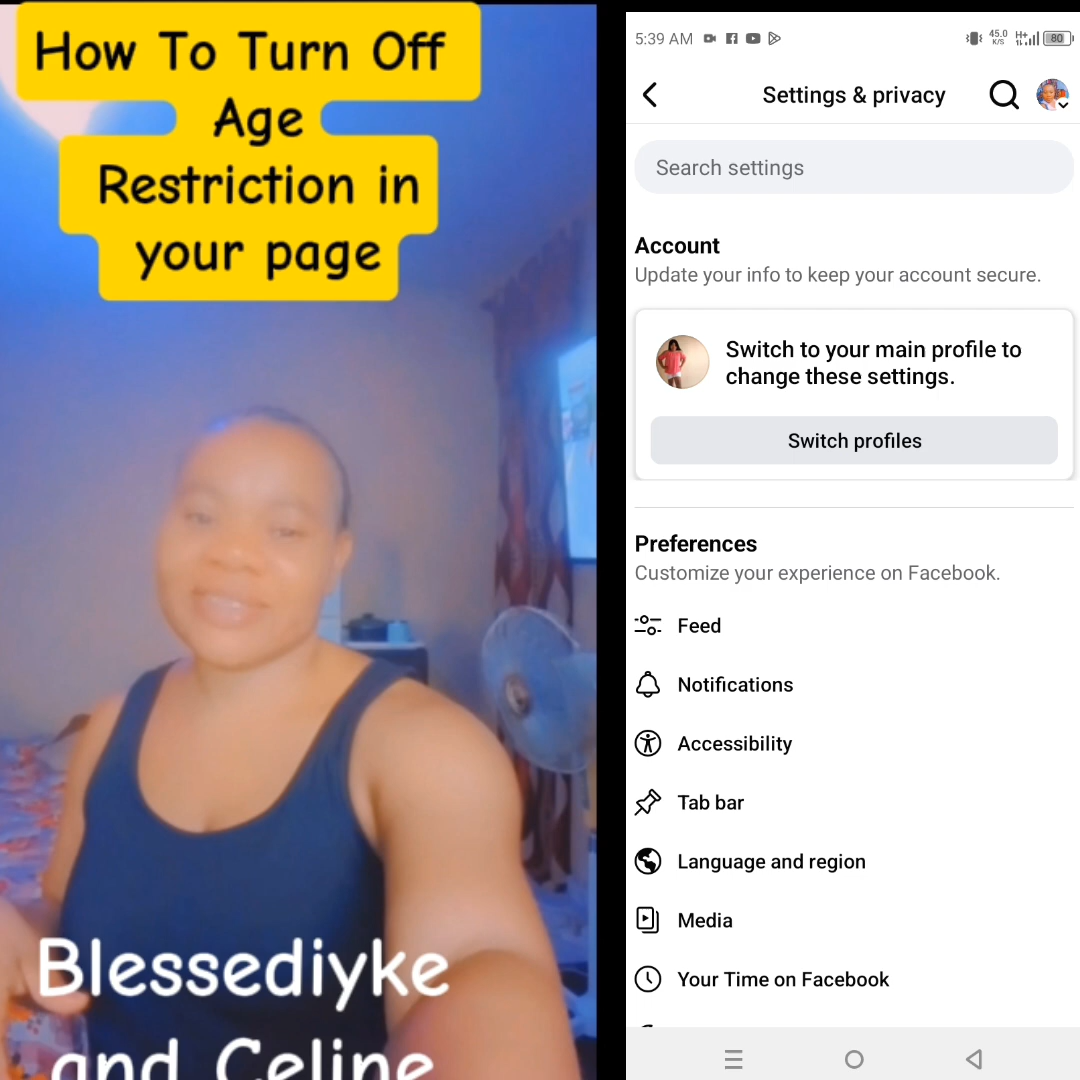 How To Turn Off
Age
Restriction in
your page
Blessediyke
and Celine
5:39 AM
45.0
K/S
H+
80
Settings & privacy
Search settings
Account
Update your info to keep your account secure.
Switch to your main profile to
change these settings.
Switch profiles
Preferences
Customize your experience on Facebook.
Feed
Notifications
Accessibility
Tab bar
Language and region
Media
Your Time on Facebook